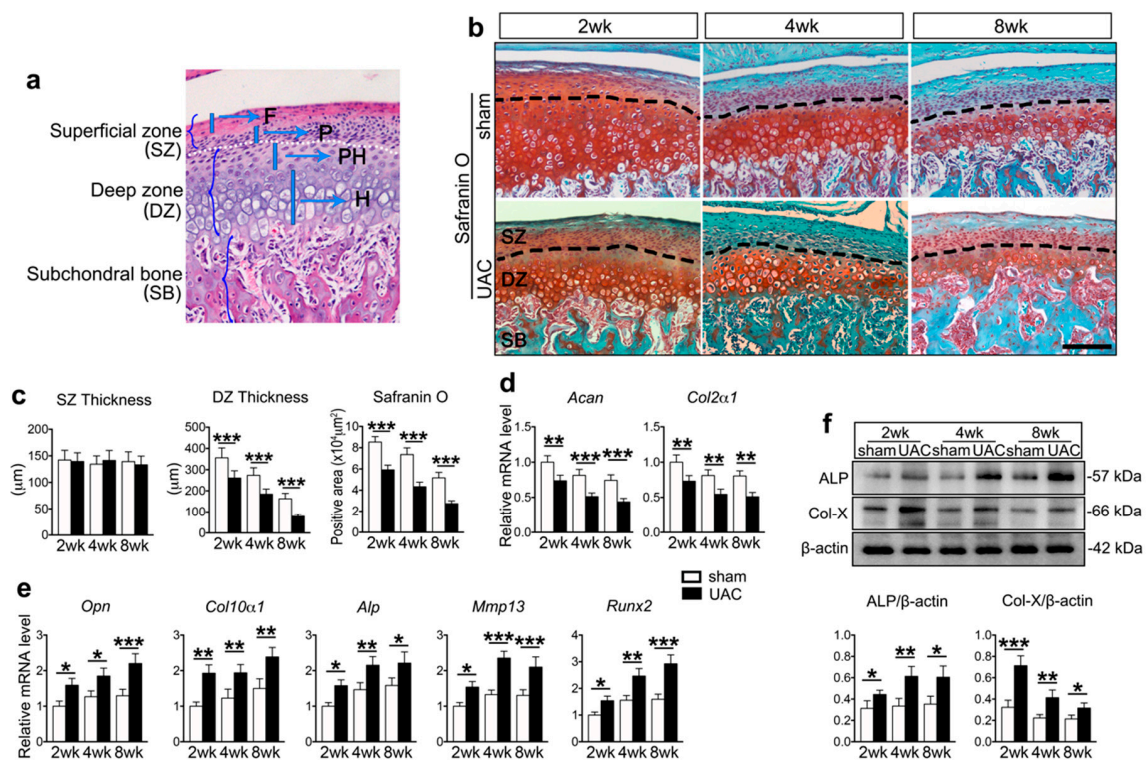 a
Superficial zone
(SZ)
Deep zone
(DZ)
Subchondral bone
(SB)
F
P
PH
H
b
2wk
4wk
8wk
Safranin O
sham
UAC
SZ
DZ
SB
c
SZ Thickness
(μm)
200
150
100
50
0
2wk 4wk 8wk
DZ Thickness
(μm)
500
400
300
200
100
0
***
***
***
2wk 4wk 8wk
Safranin O
Positive area (x10⁴μm²)
10
8
6
4
2
0
***
***
***
2wk 4wk 8wk
d
Relative mRNA level
Acan
1.5
1.0
0.5
0.0
**
***
***
2wk 4wk 8wk
Col2α1
1.5
1.0
0.5
0.0
**
**
**
2wk 4wk 8wk
sham
UAC
e
Relative mRNA level
Opn
3
2
1
0
*
*
***
2wk 4wk 8wk
Col10α1
3
2
1
0
**
**
**
2wk 4wk 8wk
Alp
3
2
1
0
*
**
*
2wk 4wk 8wk
Mmp13
3
2
1
0
*
***
***
2wk 4wk 8wk
Runx2
4
3
2
1
0
*
**
***
2wk 4wk 8wk
f
2wk 4wk 8wk
sham UAC sham UAC sham UAC
ALP -57 kDa
Col-X -66 kDa
β-actin -42 kDa
ALP/β-actin
1.0
0.8
0.6
0.4
0.2
0.0
*
**
*
2wk 4wk 8wk
Col-X/β-actin
1.0
0.8
0.6
0.4
0.2
0.0
***
**
*
2wk 4wk 8wk